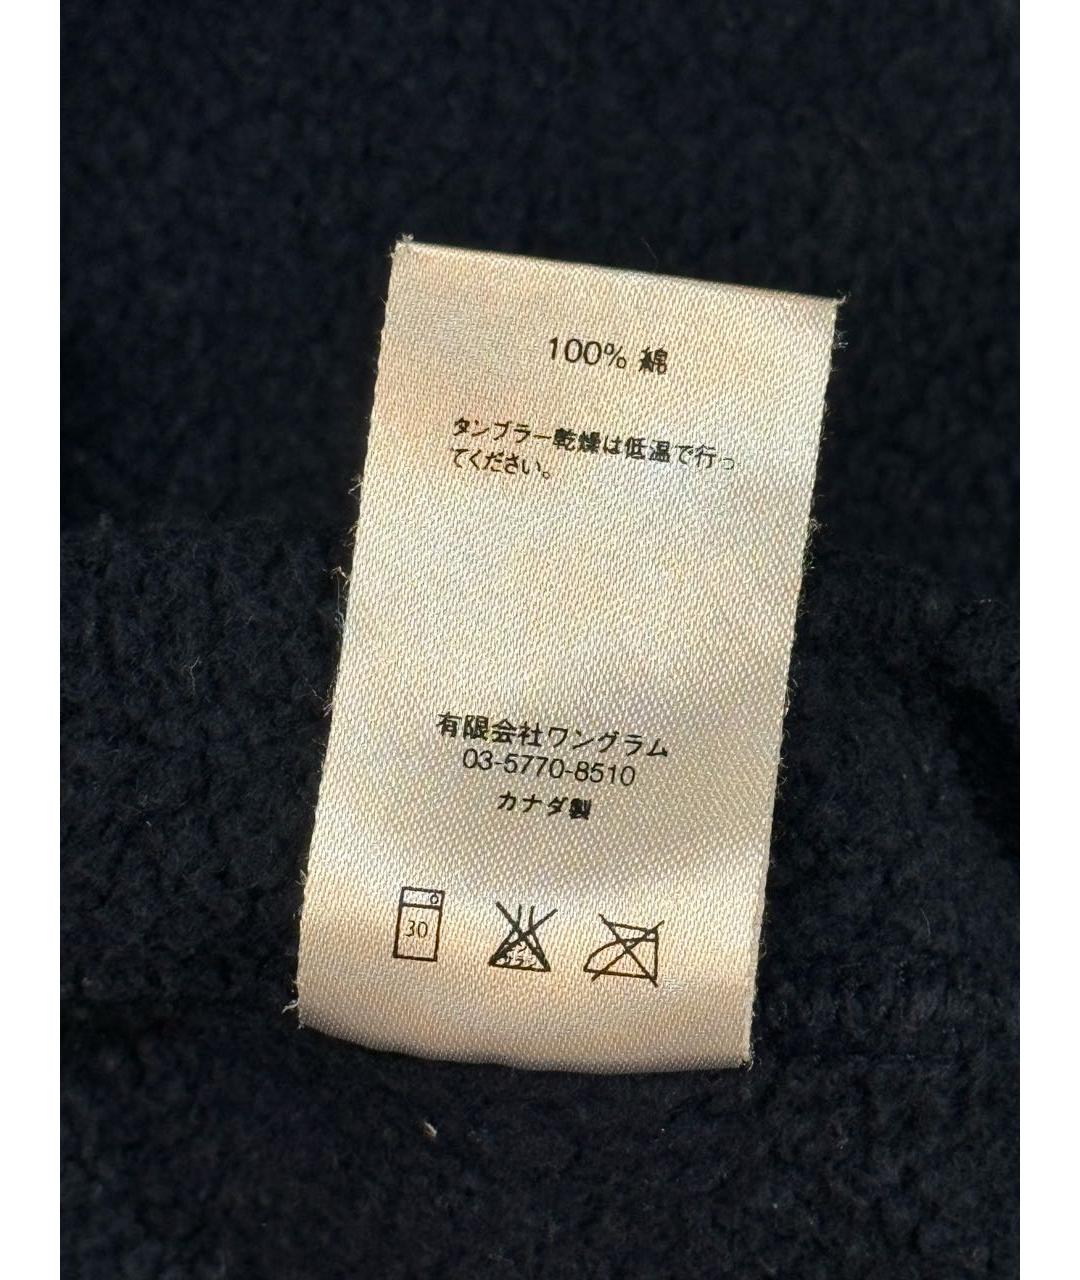 100% 綿
タンブラー乾燥は低温で行っ
てください。
有限会社ワングラム
03-5770-8510
カナダ製
30